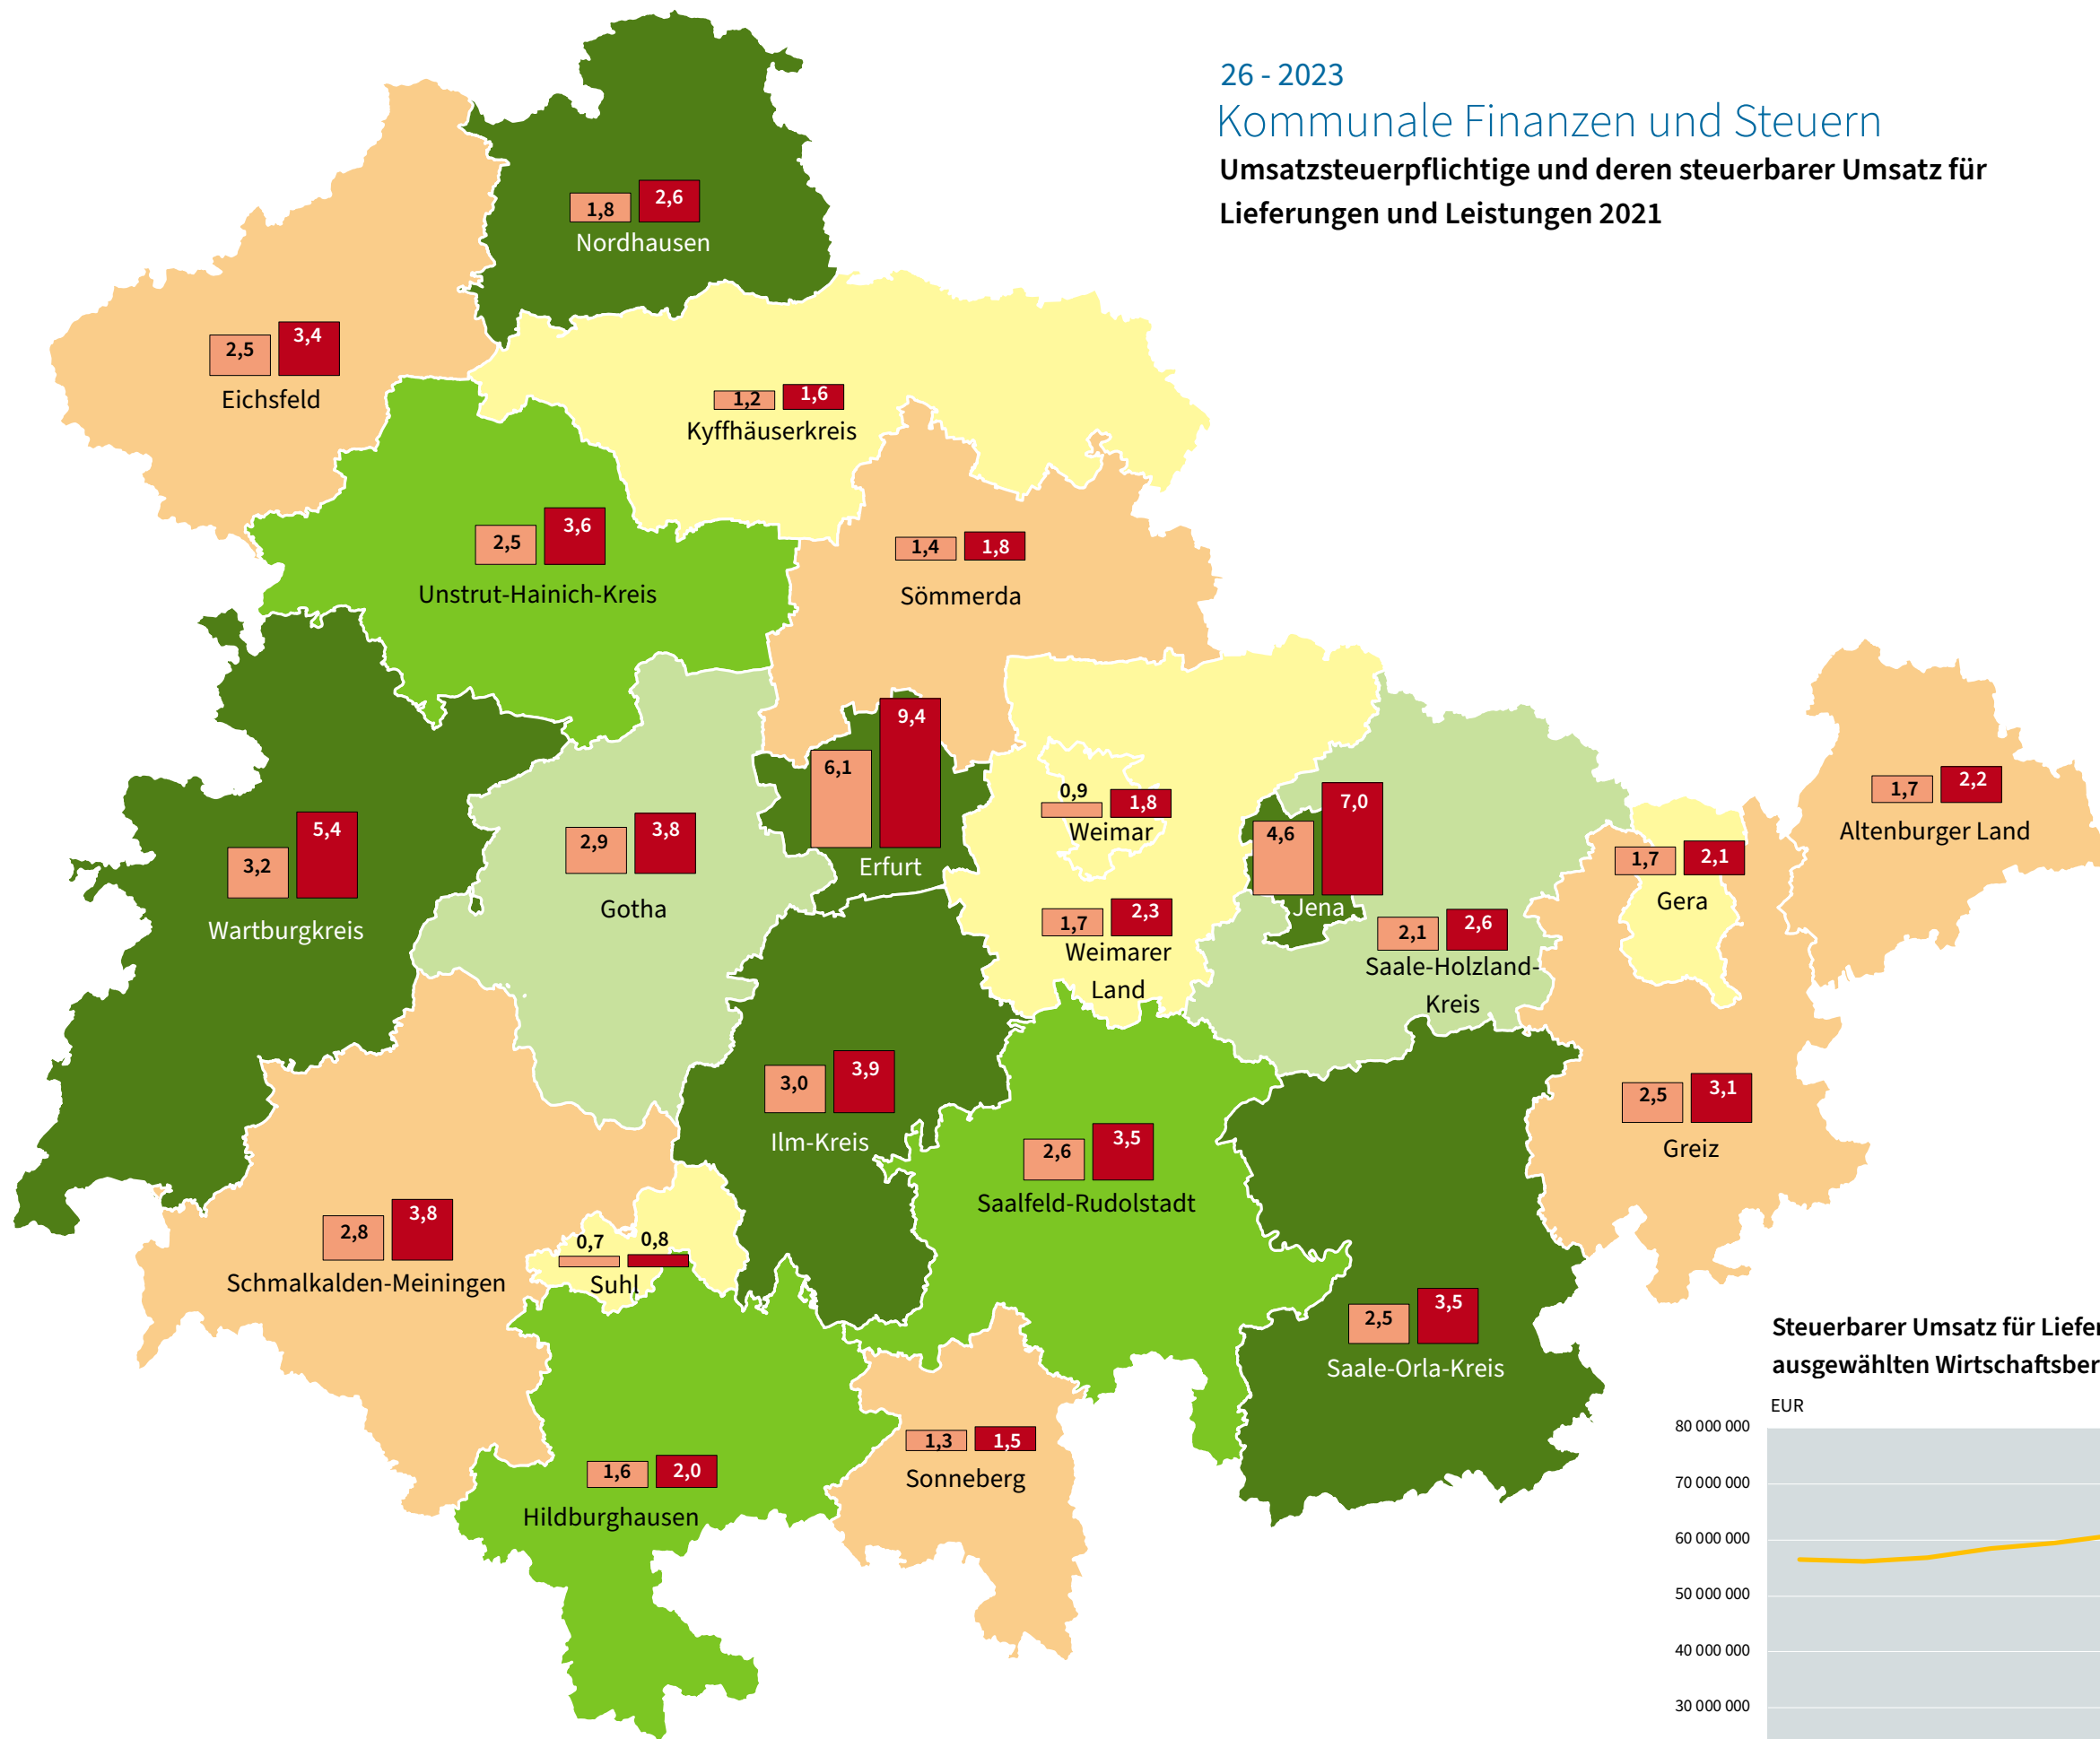 26 - 2023
Kommunale Finanzen und Steuern
Umsatzsteuerpflichtige und deren steuerbarer Umsatz für
Lieferungen und Leistungen 2021
1,8 2,6
Nordhausen
2,5 3,4
Eichsfeld
1,2 1,6
Kyffhäuserkreis
2,5 3,6
Unstrut-Hainich-Kreis
1,4 1,8
Sömmerda
6,1 9,4
Erfurt
0,9 1,8
Weimar
4,6 7,0
Jena
1,7 2,2
Altenburger Land
3,2 5,4
Wartburgkreis
2,9 3,8
Gotha
1,7 2,1
Gera
1,7 2,3
Weimarer
Land
2,1 2,6
Saale-Holzland-
Kreis
3,0 3,9
Ilm-Kreis
2,5 3,1
Greiz
2,6 3,5
Saalfeld-Rudolstadt
2,8 3,8
Schmalkalden-Meiningen
0,7 0,8
Suhl
2,5 3,5
Saale-Orla-Kreis
1,3 1,5
Sonneberg
1,6 2,0
Hildburghausen
Steuerbarer Umsatz für Liefer
ausgewählten Wirtschaftsber
EUR
80 000 000
70 000 000
60 000 000
50 000 000
40 000 000
30 000 000